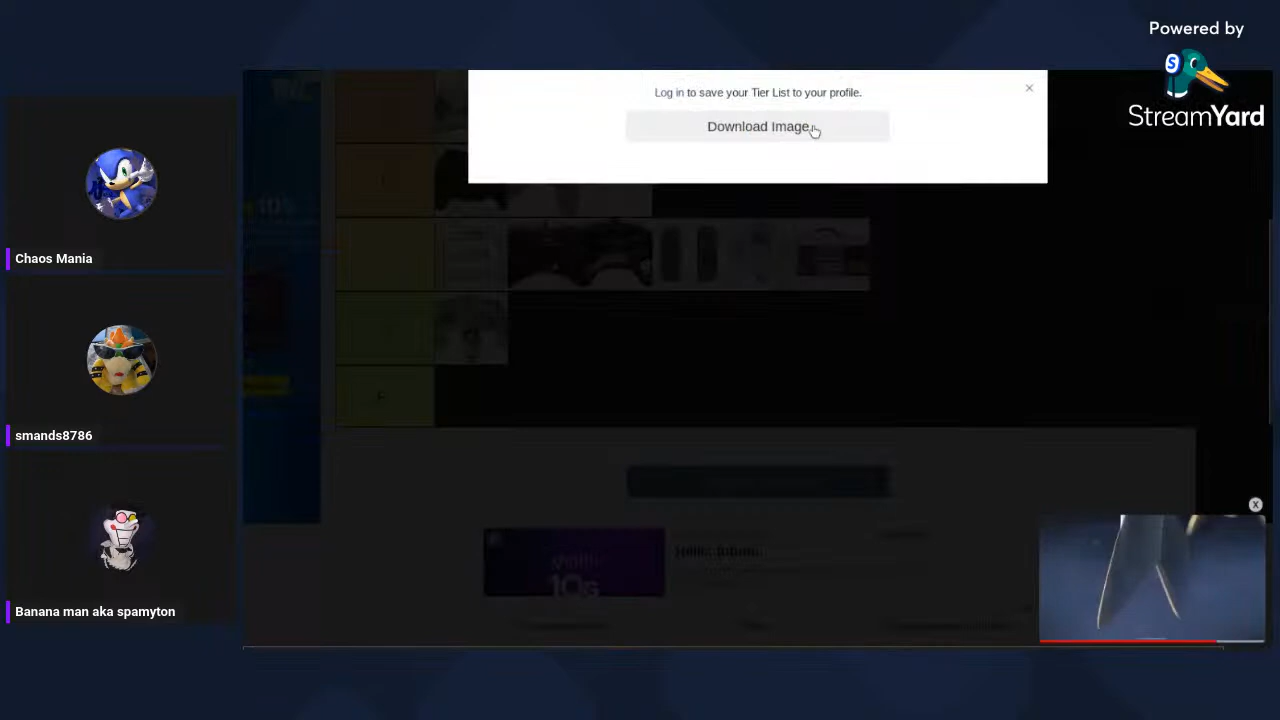 Powered by
StreamYard
Log in to save your Tier List to your profile.
Download Image
Chaos Mania
smands8786
Banana man aka spamyton
10G